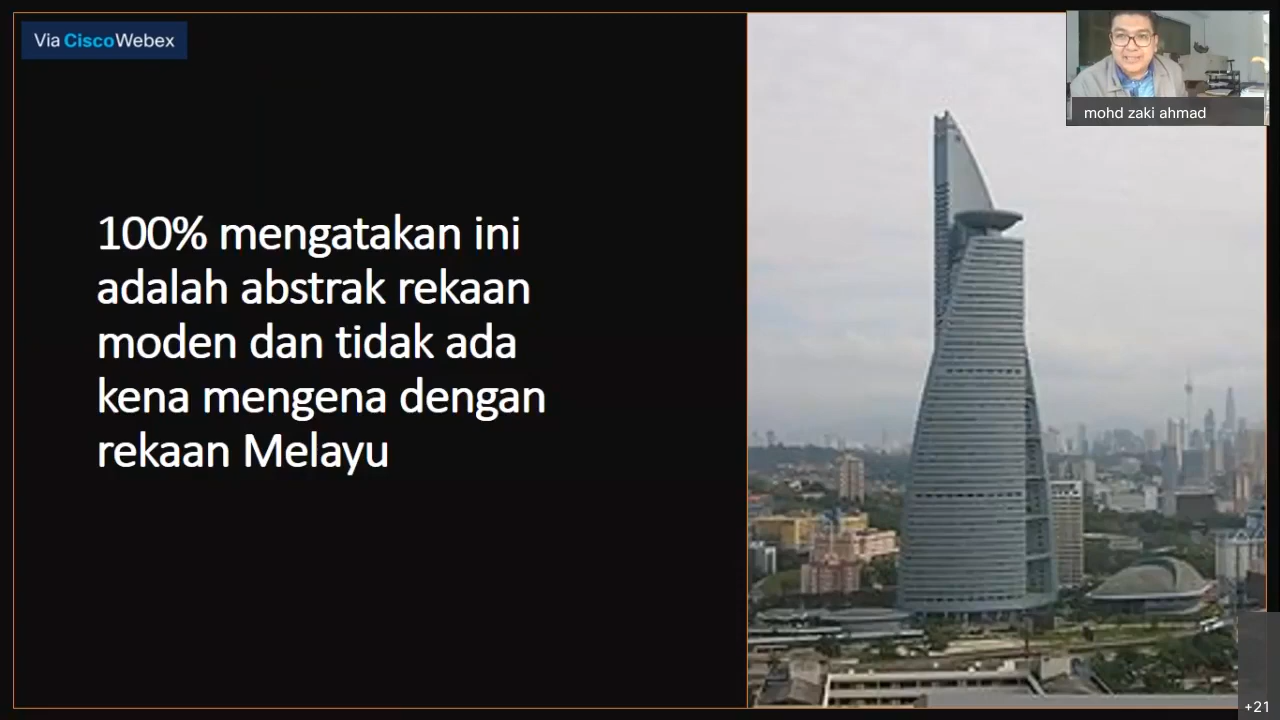 Via CiscoWebex
mohd zaki ahmad
100% mengatakan ini
adalah abstrak rekaan
moden dan tidak ada
kena mengena dengan
rekaan Melayu
+21